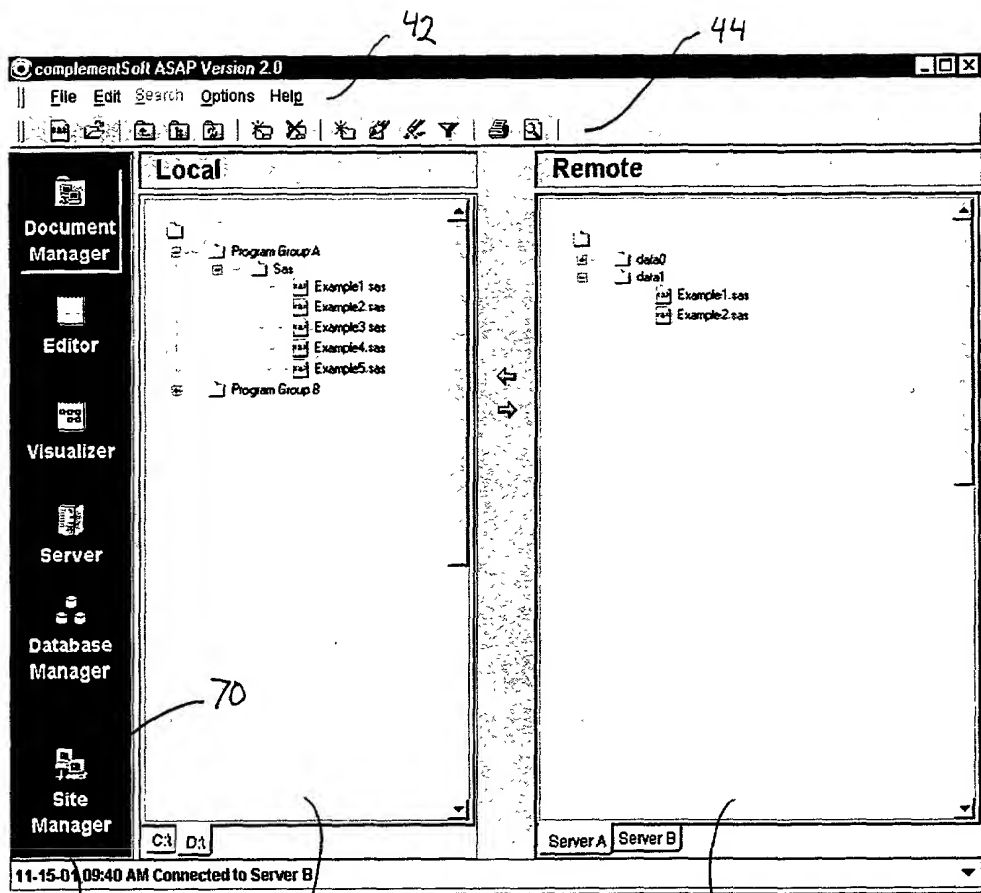 42
44
complementSoft ASAP Version 2.0
File Edit Search Options Help
Local
Remote
Document
Manager
Editor
Visualizer
Server
Database
Manager
Site
Manager
Program Group A
Sas
Example1.sas
Example2.sas
Example3.sas
Example4.sas
Example5.sas
Program Group B
data0
data1
Example1.sas
Example2.sas
70
C:\ D:\
Server A Server B
11-15-01 09:40 AM Connected to Server B